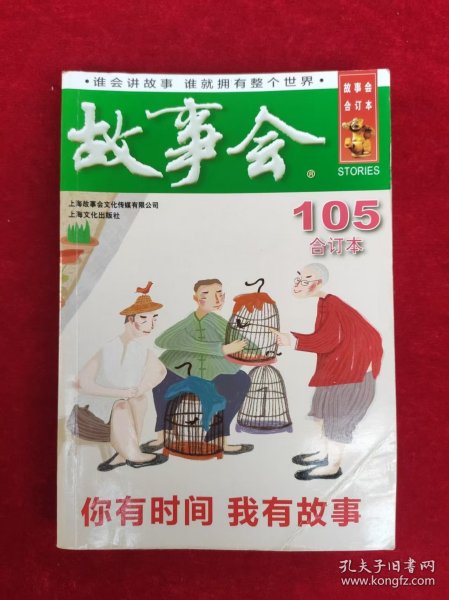 ·谁会讲故事 谁就拥有整个世界·
故事会
合订本
故事会®
STORIES
上海故事会文化传媒有限公司
上海文化出版社
105
合订本
你有时间 我有故事
孔夫子旧书网
www.kongfz.com